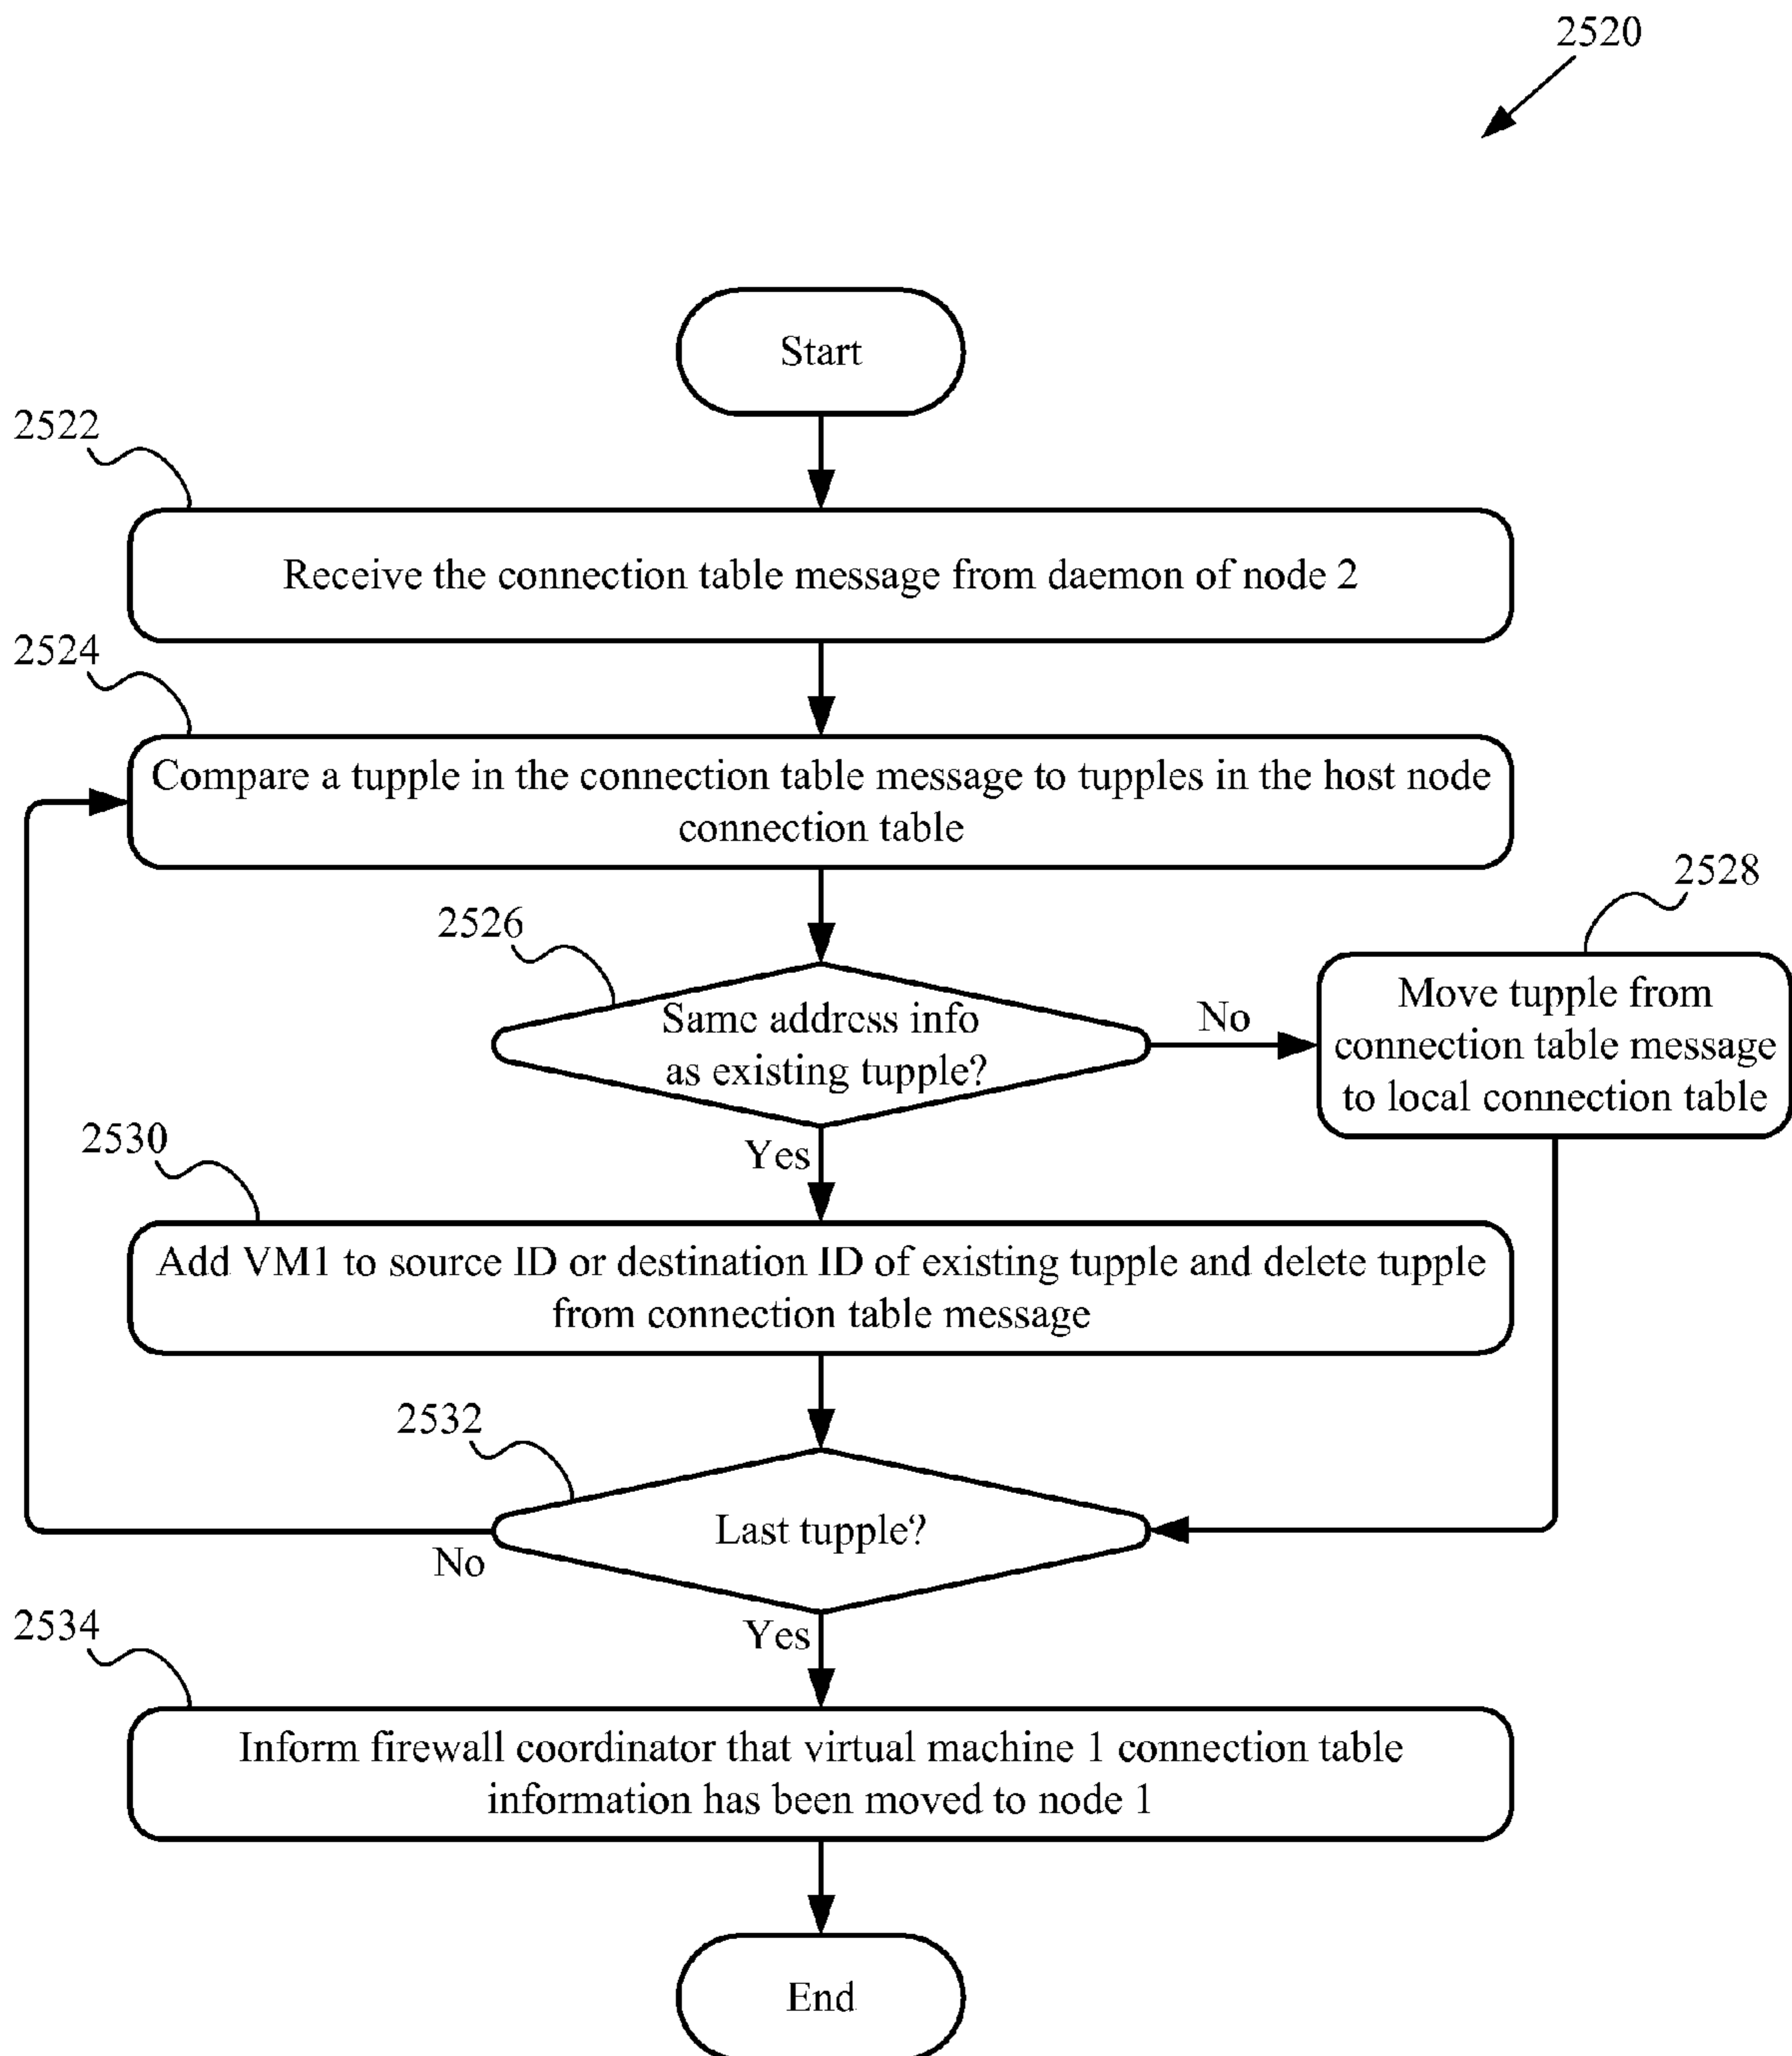 2520
Start
2522
Receive the connection table message from daemon of node 2
2524
Compare a tupple in the connection table message to tupples in the host node
connection table
2526
2528
Same address info
as existing tupple?
No
Move tupple from
connection table message
to local connection table
Yes
2530
Add VM1 to source ID or destination ID of existing tupple and delete tupple
from connection table message
2532
Last tupple?
No
Yes
2534
Inform firewall coordinator that virtual machine 1 connection table
information has been moved to node 1
End